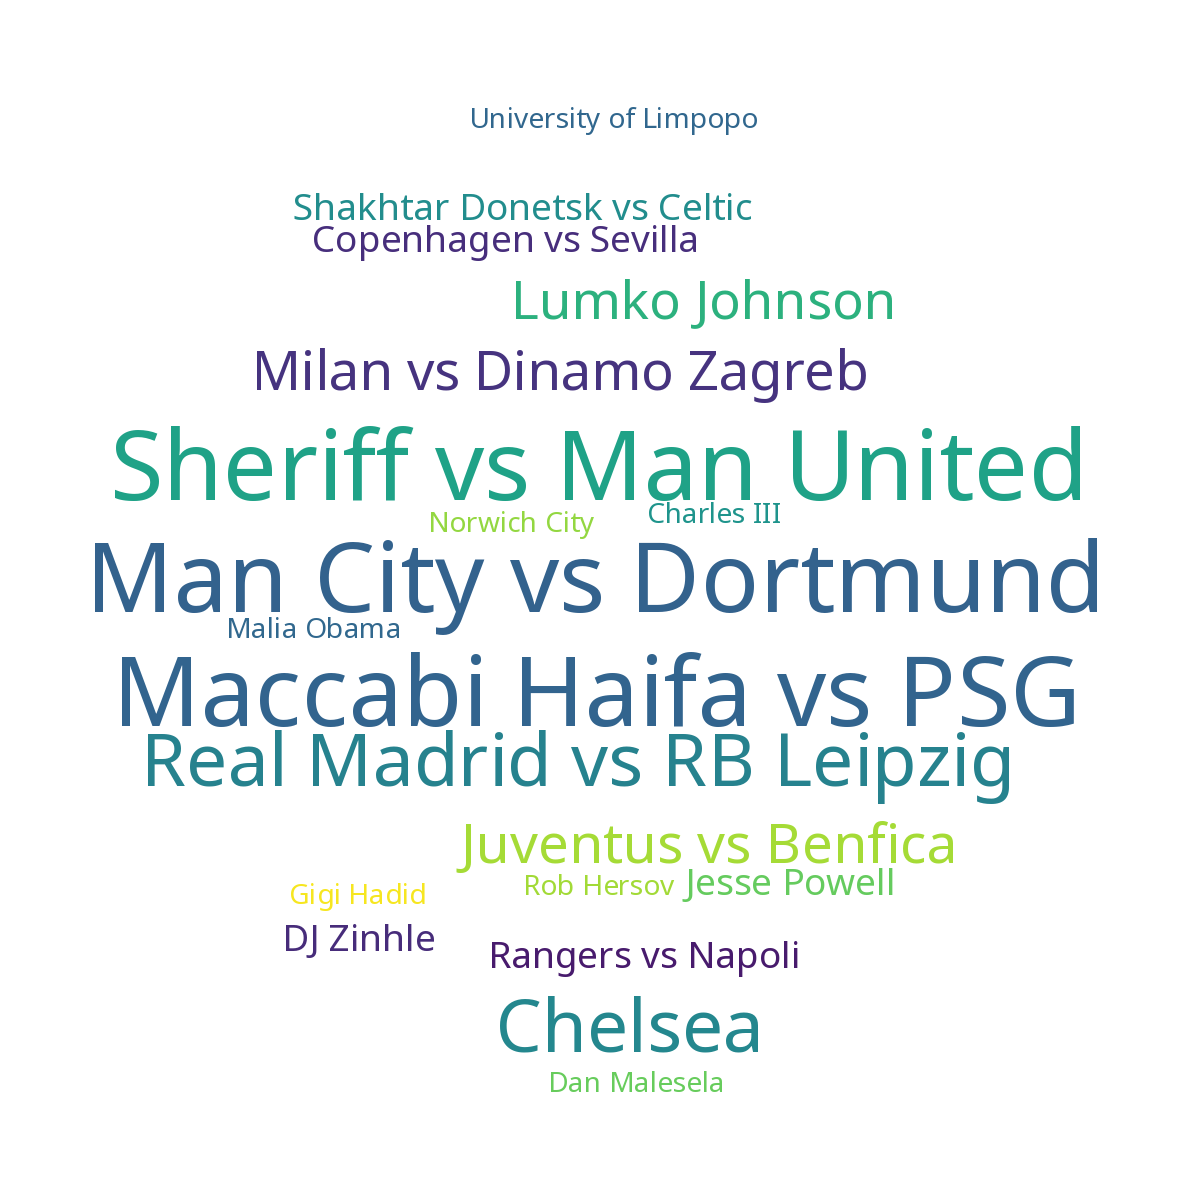 University of Limpopo
Shakhtar Donetsk vs Celtic
Copenhagen vs Sevilla
Lumko Johnson
Milan vs Dinamo Zagreb
Sheriff vs Man United
Norwich City
Charles III
Man City vs Dortmund
Malia Obama
Maccabi Haifa vs PSG
Real Madrid vs RB Leipzig
Juventus vs Benfica
Rob Hersov
Jesse Powell
Gigi Hadid
DJ Zinhle
Rangers vs Napoli
Chelsea
Dan Malesela